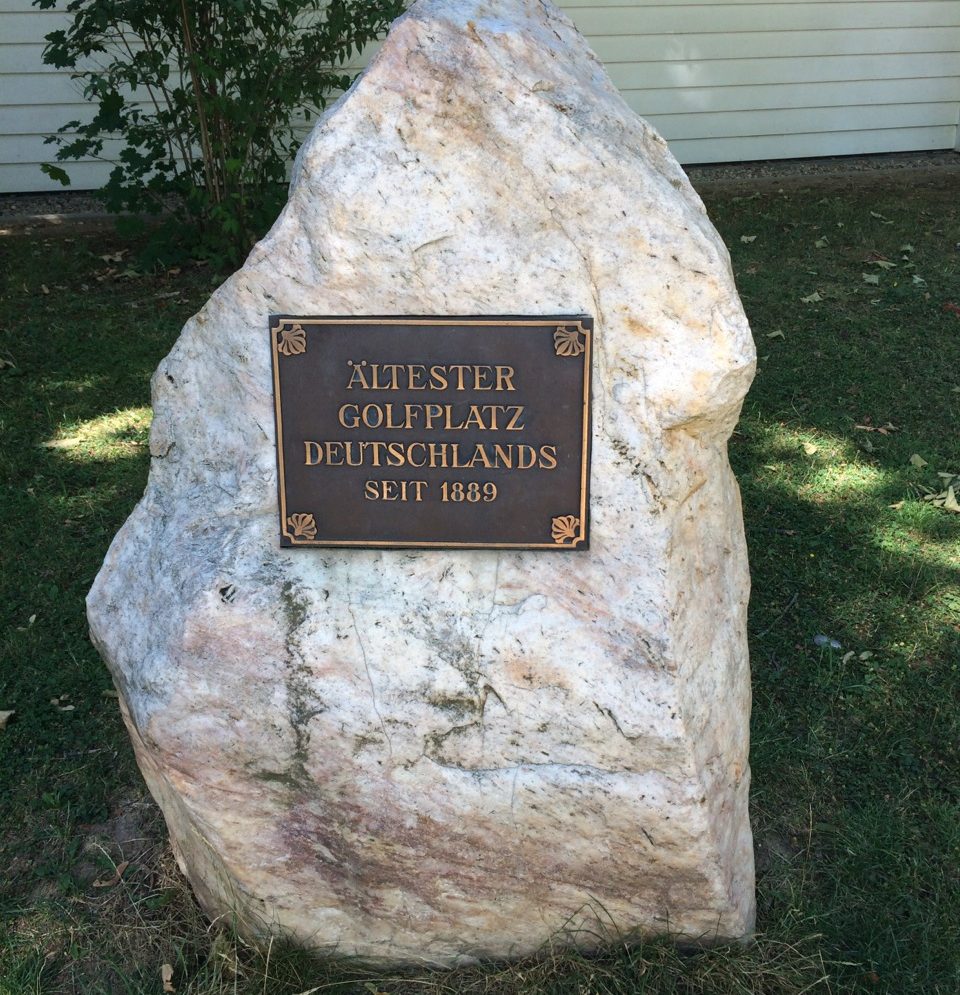 ÄLTESTER
GOLFPLATZ
DEUTSCHLANDS
SEIT 1889